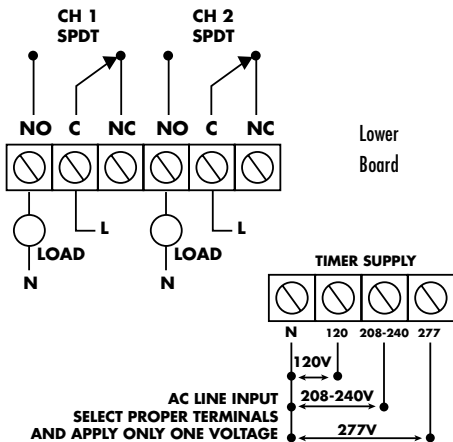 CH 1 CH 2
SPDT SPDT
NO C NC NO C NC
Lower
Board
L L
LOAD LOAD
N N
TIMER SUPPLY
N 120 208-240 277
120V
AC LINE INPUT 208-240V
SELECT PROPER TERMINALS
AND APPLY ONLY ONE VOLTAGE 277V